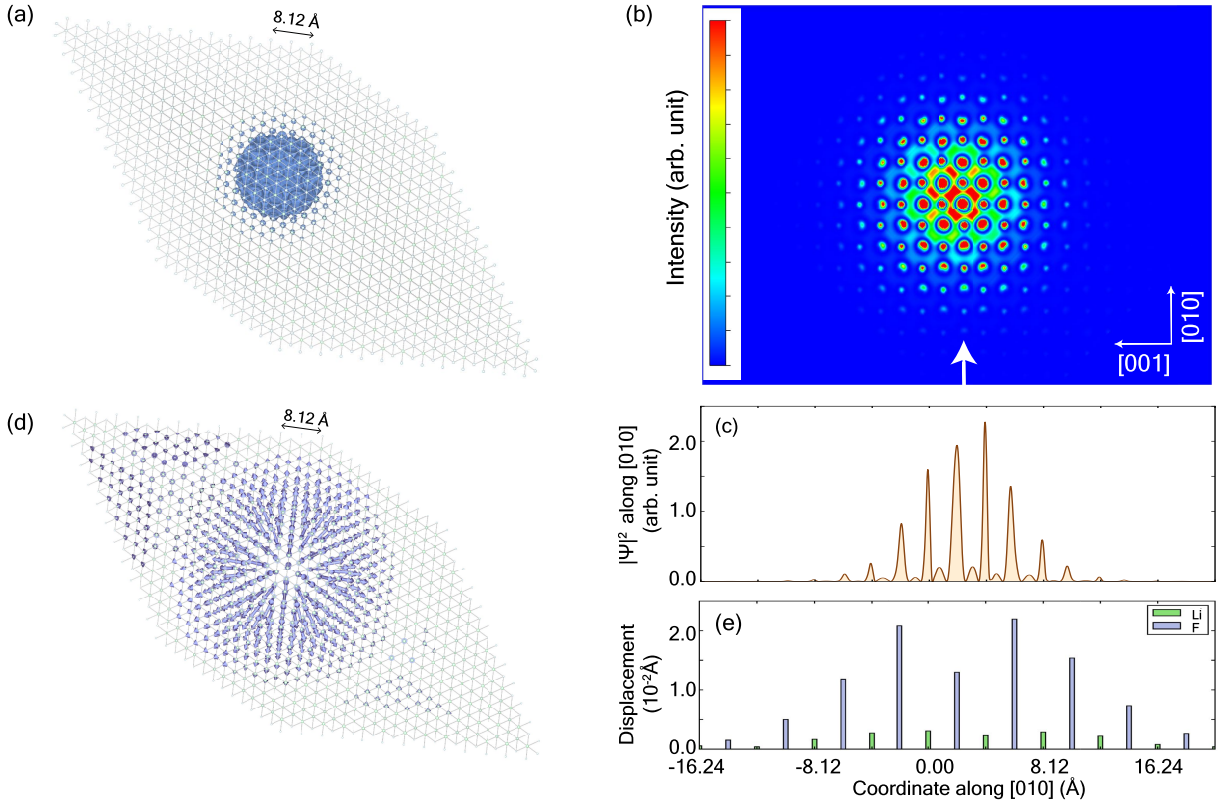 (a)
8.12 Å
(b)
Intensity (arb. unit)
[010]
[001]
(d)
8.12 Å
(c)
|Ψ|² along [010]
(arb. unit)
2.0
1.0
0.0
(e)
Li
F
Displacement
(10⁻²Å)
2.0
1.0
0.0
-16.24 -8.12 0.00 8.12 16.24
Coordinate along [010] (Å)